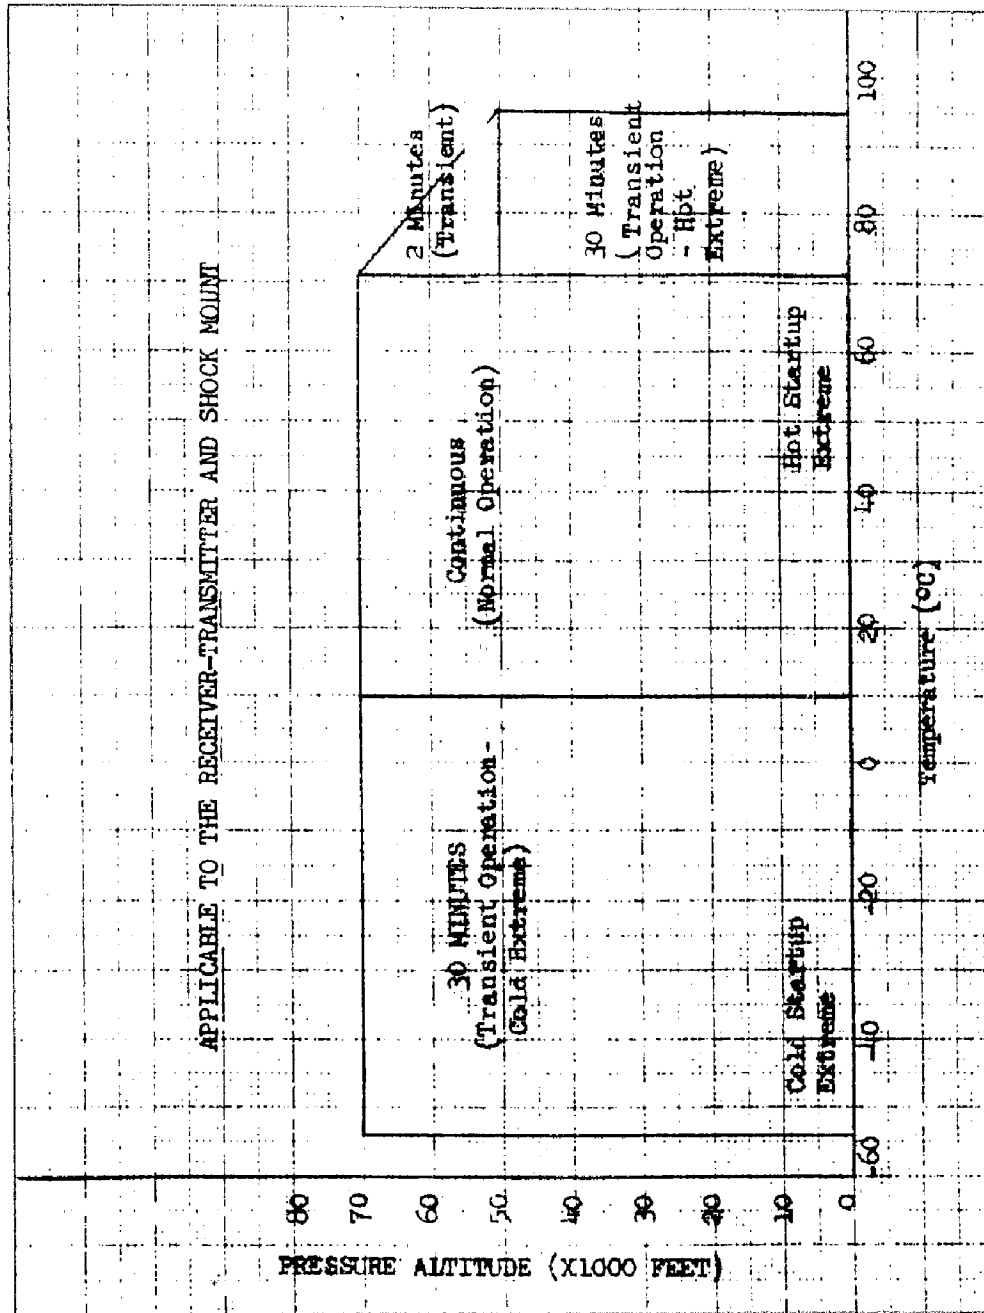 APPLICABLE TO THE RECEIVER-TRANSMITTER AND SHOCK MOUNT
PRESSURE ALTITUDE (X1000 FEET)
80
70
60
50
40
30
20
10
0
30 MINUTES
(Transient Operation-
Cold Extreme)
Continuous
(Normal Operation)
2 Minutes
(Transient)
30 Minutes
(Transient
Operation
- Hot
Extreme)
Cold Startup
Extreme
Hot Startup
Extreme
-60
-40
-20
0
20
40
60
80
100
Temperature (ºC)